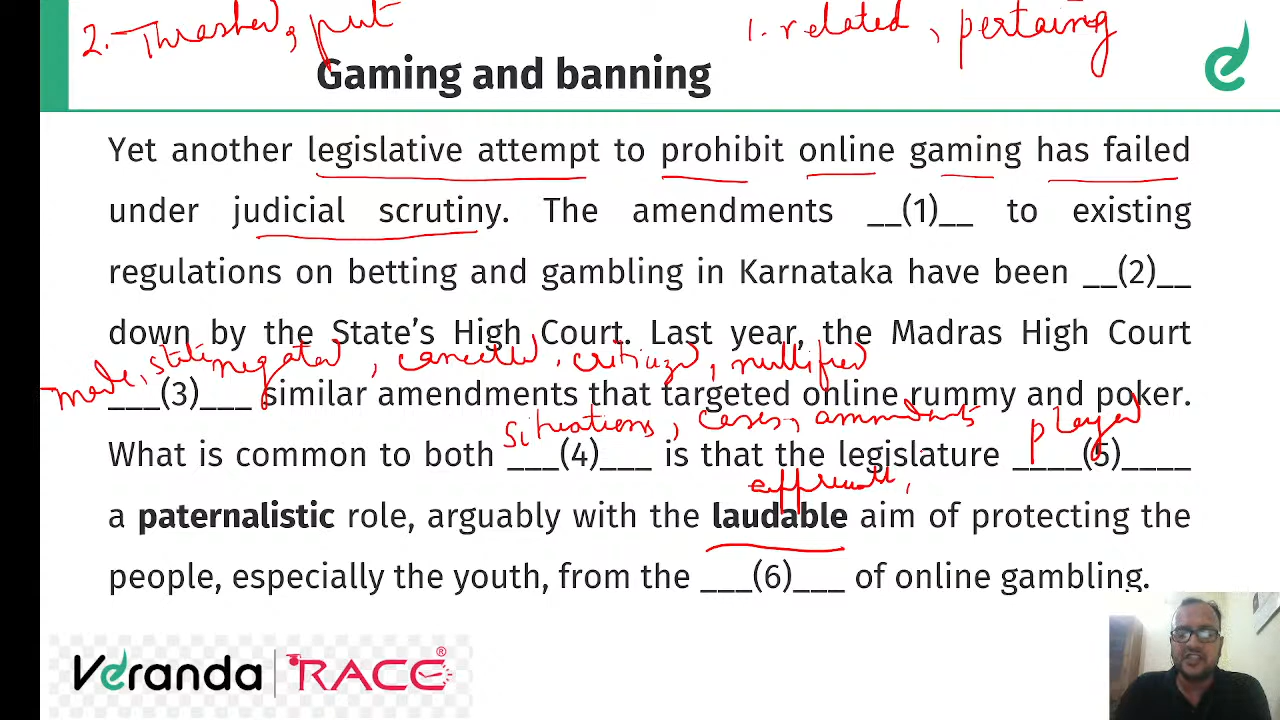 2. Thrashed, put
1. related, pertaing
Gaming and banning
Yet another legislative attempt to prohibit online gaming has failed
under judicial scrutiny. The amendments __(1)__ to existing
regulations on betting and gambling in Karnataka have been __(2)__
down by the State's High Court. Last year, the Madras High Court
made, state negated, cancelled, critized, nullified
___(3)___ similar amendments that targeted online rummy and poker.
situations, cases, ammendments played
What is common to both ___(4)___ is that the legislature ____(5)____
a paternalistic role, arguably with the laudable aim of protecting the
people, especially the youth, from the ___(6)___ of online gambling.
Veranda RACE®